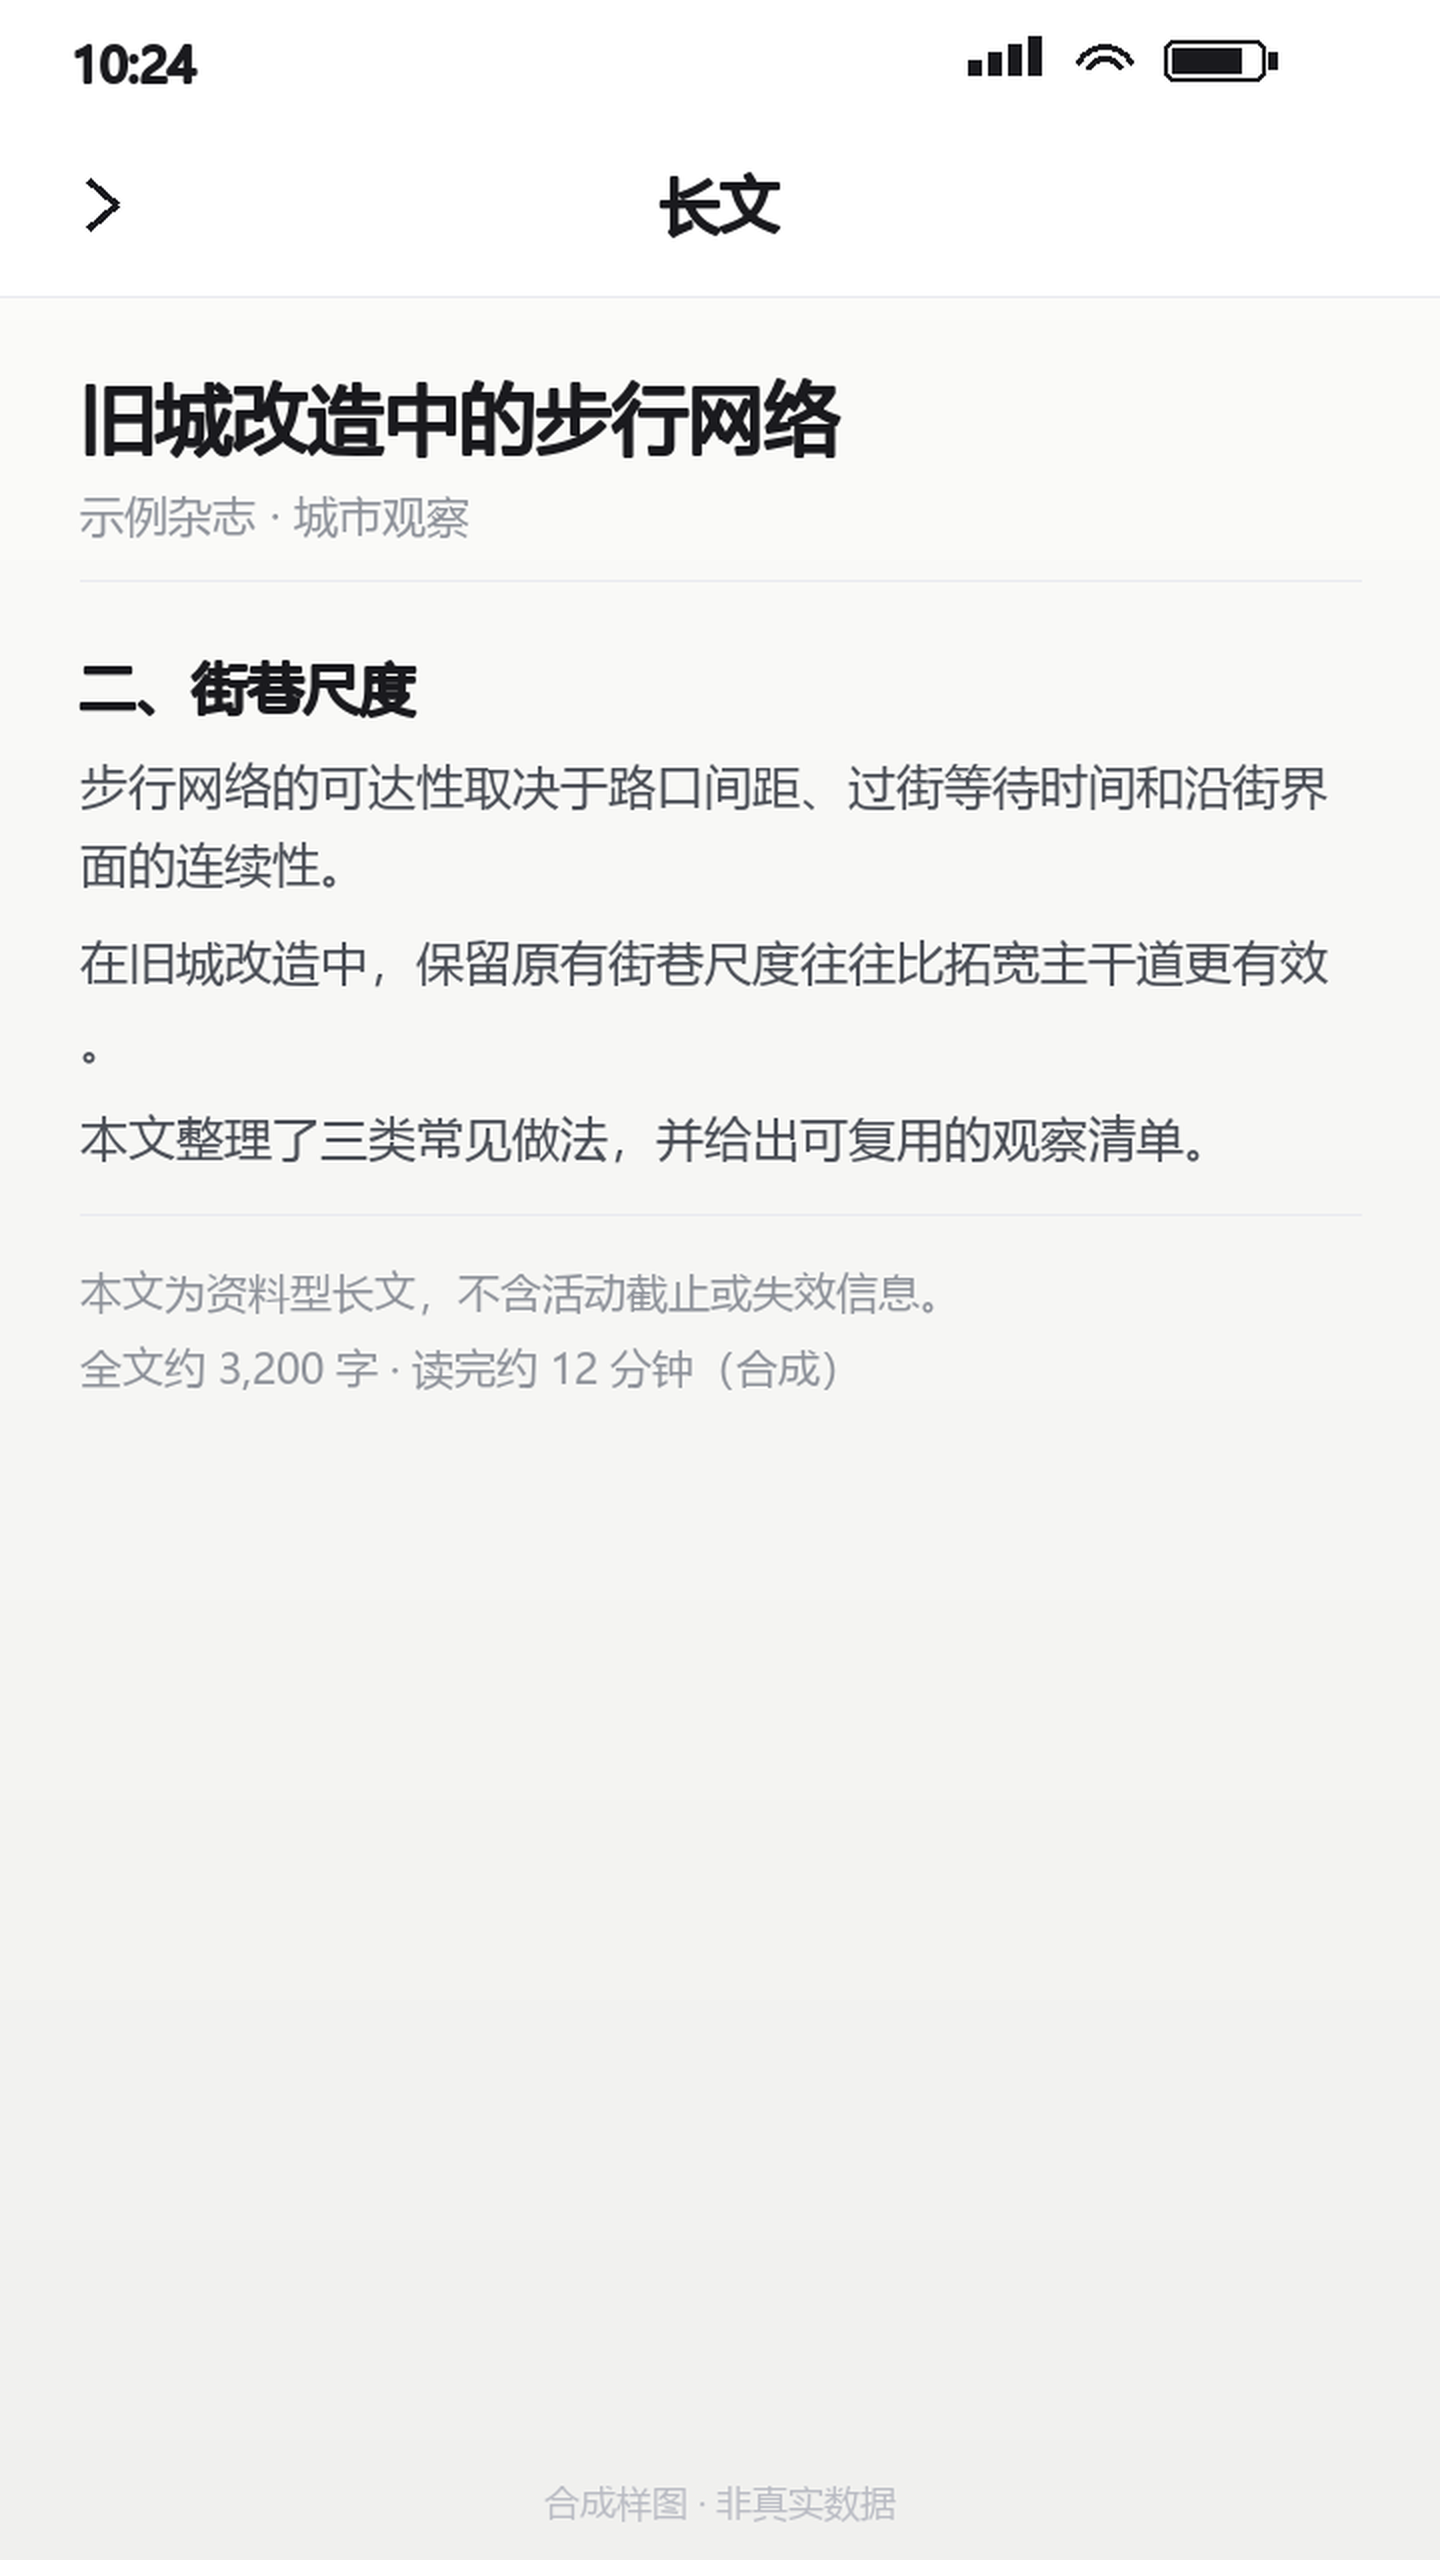 10:24
长文
旧城改造中的步行网络
示例杂志 · 城市观察
二、街巷尺度
步行网络的可达性取决于路口间距、过街等待时间和沿街界
面的连续性。
在旧城改造中，保留原有街巷尺度往往比拓宽主干道更有效
。
本文整理了三类常见做法，并给出可复用的观察清单。
本文为资料型长文，不含活动截止或失效信息。
全文约 3,200 字 · 读完约 12 分钟（合成）
合成样图 · 非真实数据